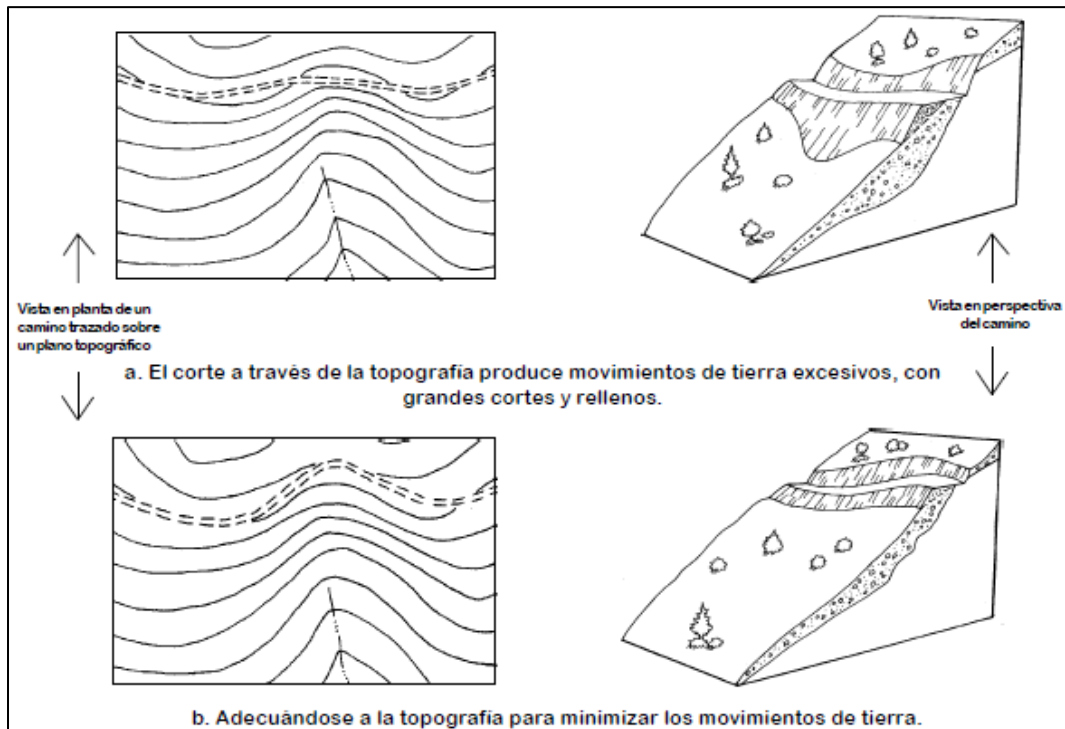 Vista en planta de un
camino trazado sobre
un plano topográfico
Vista en perspectiva
del camino
a. El corte a través de la topografía produce movimientos de tierra excesivos, con
grandes cortes y rellenos.
b. Adecuándose a la topografía para minimizar los movimientos de tierra.